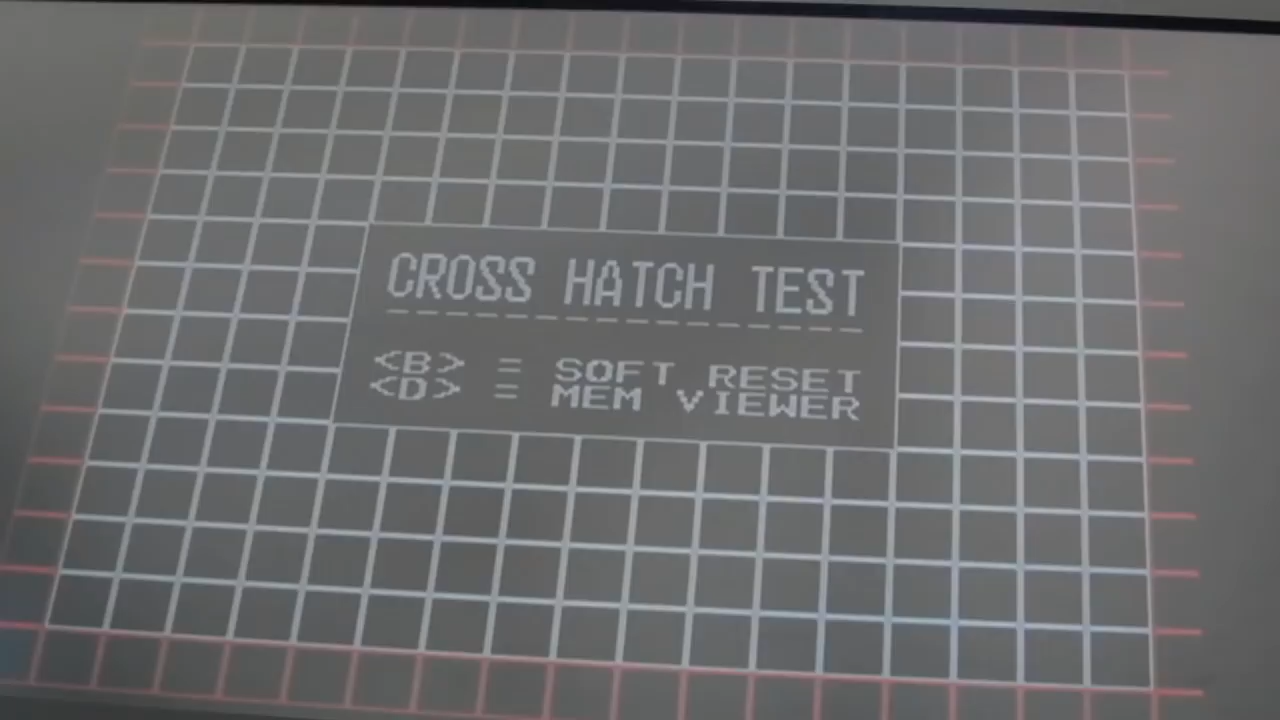 CROSS HATCH TEST
<B> = SOFT RESET
<D> = MEM VIEWER